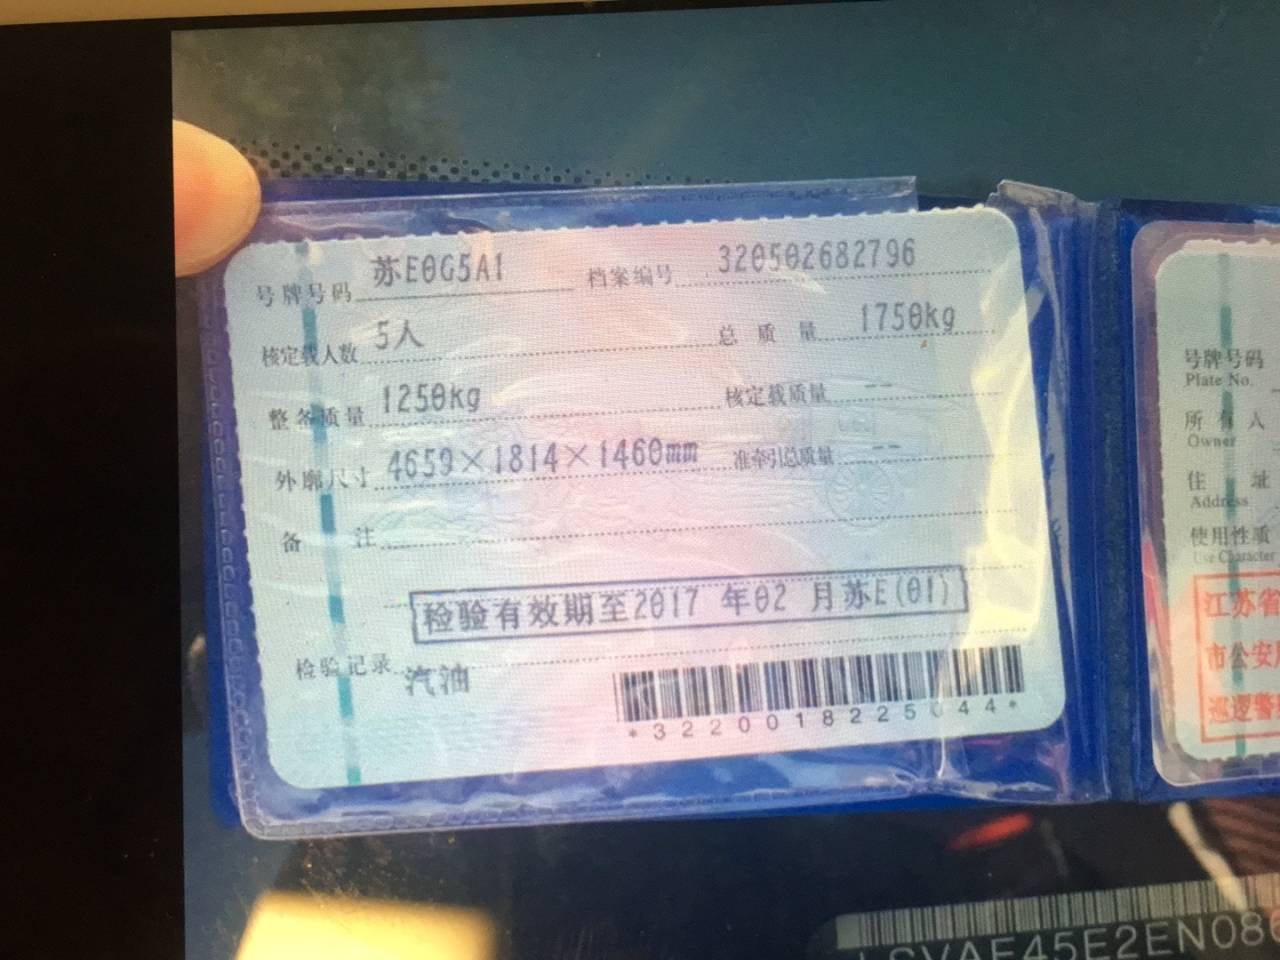 号牌号码 苏E0G5A1 档案编号 320502682796
核定载人数 5人 总质量 1750kg
整备质量 1250kg 核定载质量 --
外廓尺寸 4659×1814×1460mm 准牵引总质量 --
备注
检验有效期至2017 年02 月苏E(01)
检验记录 汽油
*3220018225044*
号牌号码
Plate No.
所有人
Owner
住址
Address
使用性质
Use Character
江苏省
市公安
巡逻警
LSVAE45E2EN08